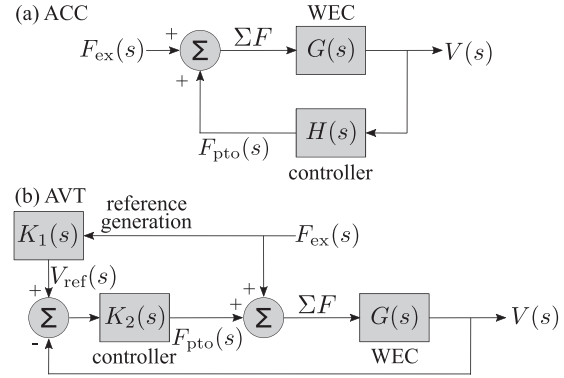 (a) ACC
WEC
F_ex(s)
+
Σ
ΣF
G(s)
V(s)
+
F_pto(s)
H(s)
controller
(b) AVT
reference
generation
K_1(s)
F_ex(s)
V_ref(s)
+
Σ
-
K_2(s)
controller
F_pto(s)
+
+
Σ
ΣF
G(s)
WEC
V(s)